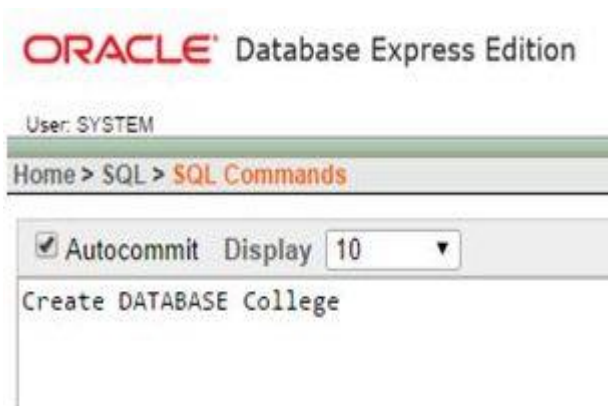 ORACLE Database Express Edition
User: SYSTEM
Home > SQL > SQL Commands
Autocommit Display 10
Create DATABASE College